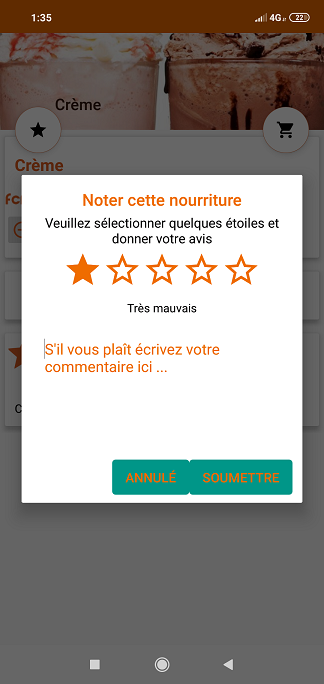 1:35
4G
22
Crème
Crème
Noter cette nourriture
Veuillez sélectionner quelques étoiles et
donner votre avis
Très mauvais
S'il vous plaît écrivez votre
commentaire ici ...
ANNULÉ
SOUMETTRE